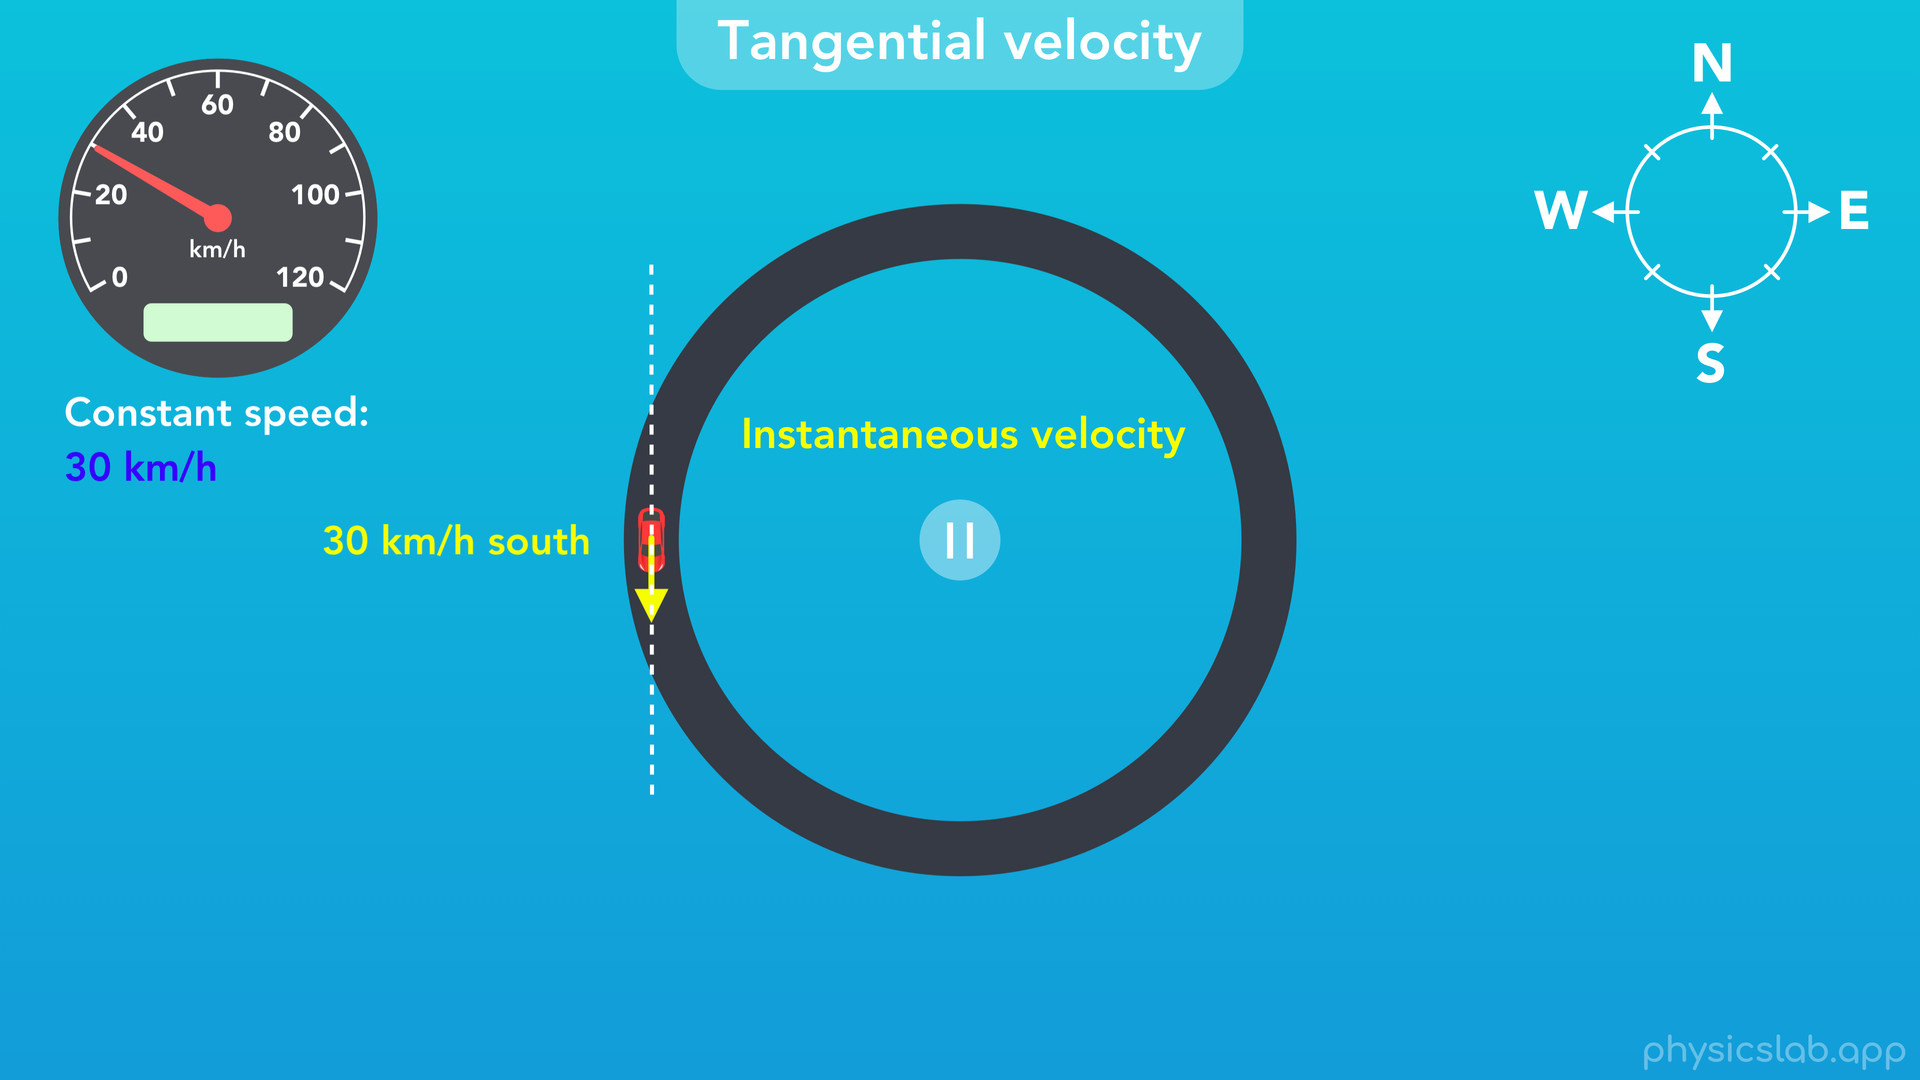 Tangential velocity
60
40
80
20
100
km/h
0
120
N
W
E
S
Constant speed:
30 km/h
Instantaneous velocity
30 km/h south
physicslab.app